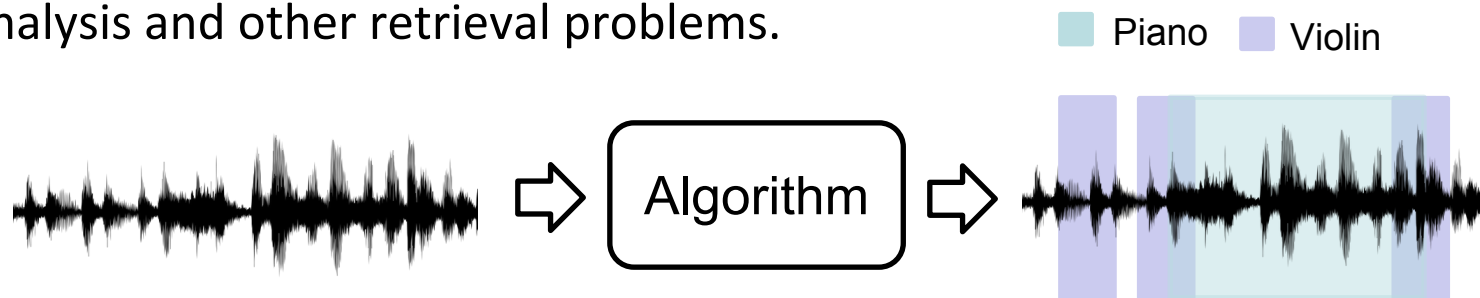 nalysis and other retrieval problems.
Piano Violin
Algorithm